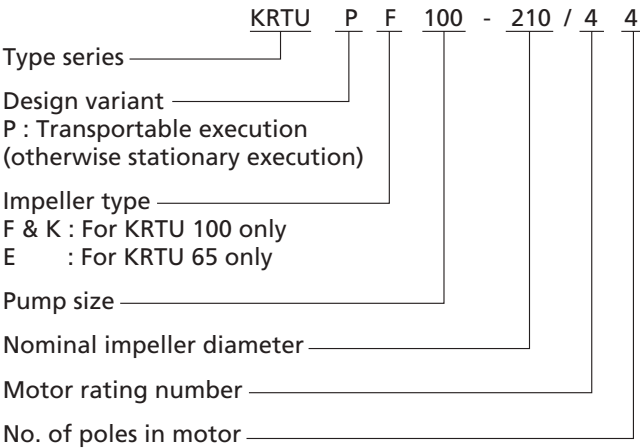 KRTU P F 100 - 210 / 4 4
Type series
Design variant
P : Transportable execution
(otherwise stationary execution)
Impeller type
F & K : For KRTU 100 only
E : For KRTU 65 only
Pump size
Nominal impeller diameter
Motor rating number
No. of poles in motor